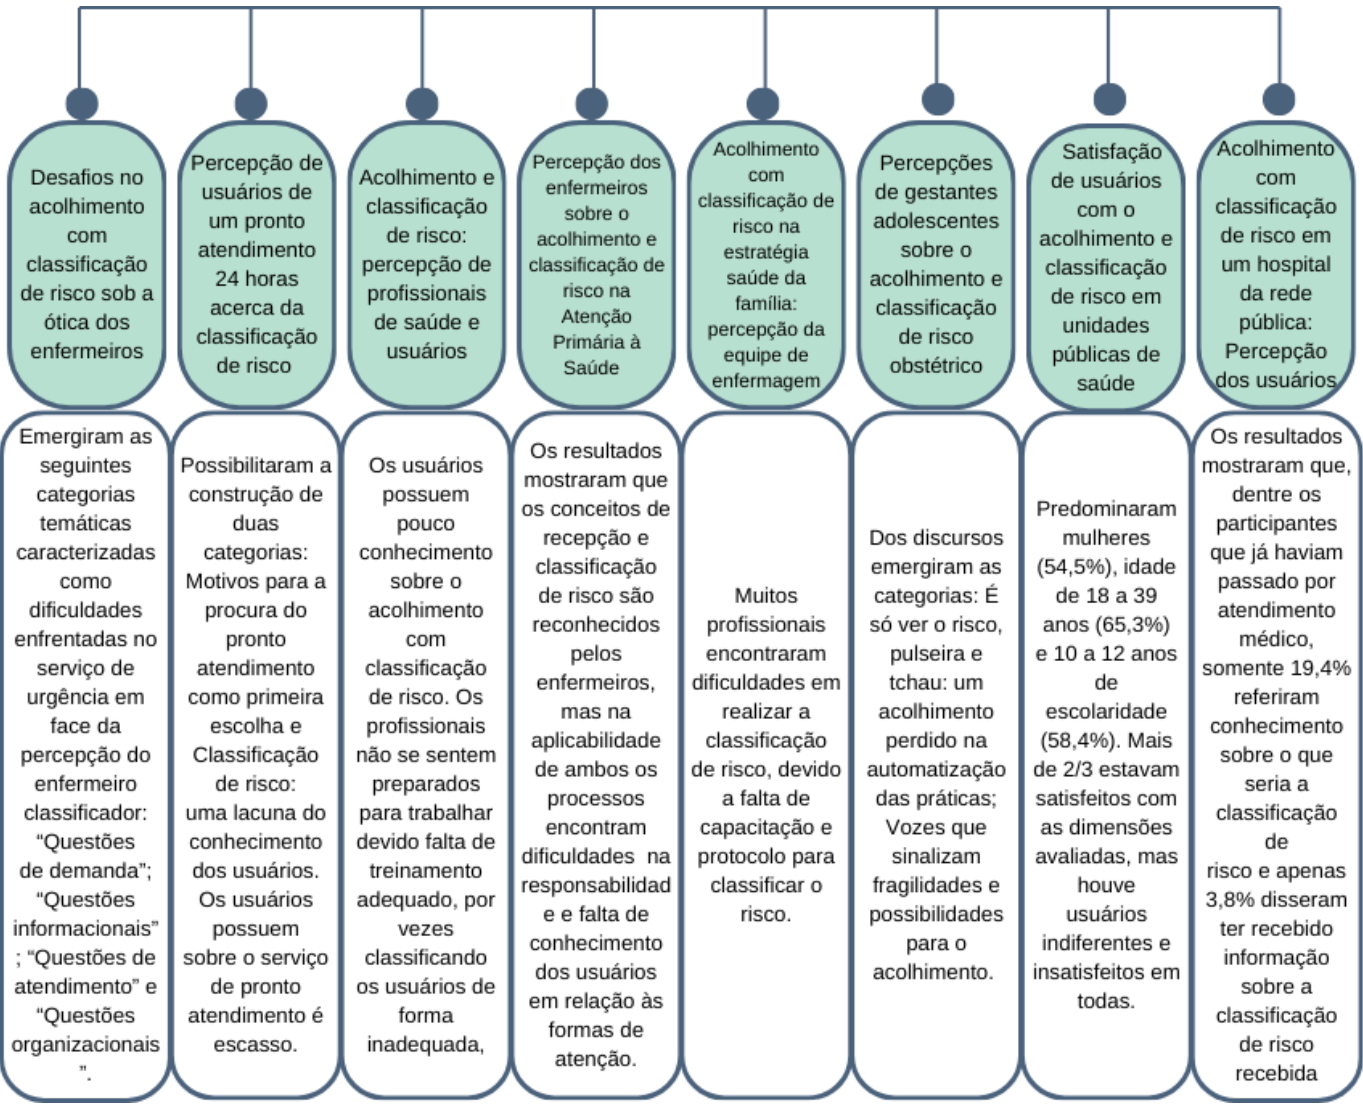 Desafios no
acolhimento
com
classificação
de risco sob a
ótica dos
enfermeiros
Percepção de
usuários de
um pronto
atendimento
24 horas
acerca da
classificação
de risco
Acolhimento e
classificação
de risco:
percepção de
profissionais
de saúde e
usuários
Percepção dos
enfermeiros
sobre o
acolhimento e
classificação de
risco na
Atenção
Primária à
Saúde
Acolhimento
com
classificação de
risco na
estratégia
saúde da
família:
percepção da
equipe de
enfermagem
Percepções
de gestantes
adolescentes
sobre o
acolhimento e
classificação
de risco
obstétrico
Satisfação
de usuários
com o
acolhimento e
classificação
de risco em
unidades
públicas de
saúde
Acolhimento
com
classificação
de risco em
um hospital
da rede
pública:
Percepção
dos usuários
Emergiram as
seguintes
categorias
temáticas
caracterizadas
como
dificuldades
enfrentadas no
serviço de
urgência em
face da
percepção do
enfermeiro
classificador:
“Questões
de demanda”;
“Questões
informacionais”
; “Questões de
atendimento” e
“Questões
organizacionais
”.
Possibilitaram a
construção de
duas
categorias:
Motivos para a
procura do
pronto
atendimento
como primeira
escolha e
Classificação
de risco:
uma lacuna do
conhecimento
dos usuários.
Os usuários
possuem
sobre o serviço
de pronto
atendimento é
escasso.
Os usuários
possuem
pouco
conhecimento
sobre o
acolhimento
com
classificação
de risco. Os
profissionais
não se sentem
preparados
para trabalhar
devido falta de
treinamento
adequado, por
vezes
classificando
os usuários de
forma
inadequada,
Os resultados
mostraram que
os conceitos de
recepção e
classificação
de risco são
reconhecidos
pelos
enfermeiros,
mas na
aplicabilidade
de ambos os
processos
encontram
dificuldades  na
responsabilidad
e e falta de
conhecimento
dos usuários
em relação às
formas de
atenção.
Muitos
profissionais
encontraram
dificuldades em
realizar a
classificação
de risco, devido
a falta de
capacitação e
protocolo para
classificar o
risco.
Dos discursos
emergiram as
categorias: É
só ver o risco,
pulseira e
tchau: um
acolhimento
perdido na
automatização
das práticas;
Vozes que
sinalizam
fragilidades e
possibilidades
para o
acolhimento.
Predominaram
mulheres
(54,5%), idade
de 18 a 39
anos (65,3%)
e 10 a 12 anos
de
escolaridade
(58,4%). Mais
de 2/3 estavam
satisfeitos com
as dimensões
avaliadas, mas
houve
usuários
indiferentes e
insatisfeitos em
todas.
Os resultados
mostraram que,
dentre os
participantes
que já haviam
passado por
atendimento
médico,
somente 19,4%
referiram
conhecimento
sobre o que
seria a
classificação
de
risco e apenas
3,8% disseram
ter recebido
informação
sobre a
classificação
de risco
recebida